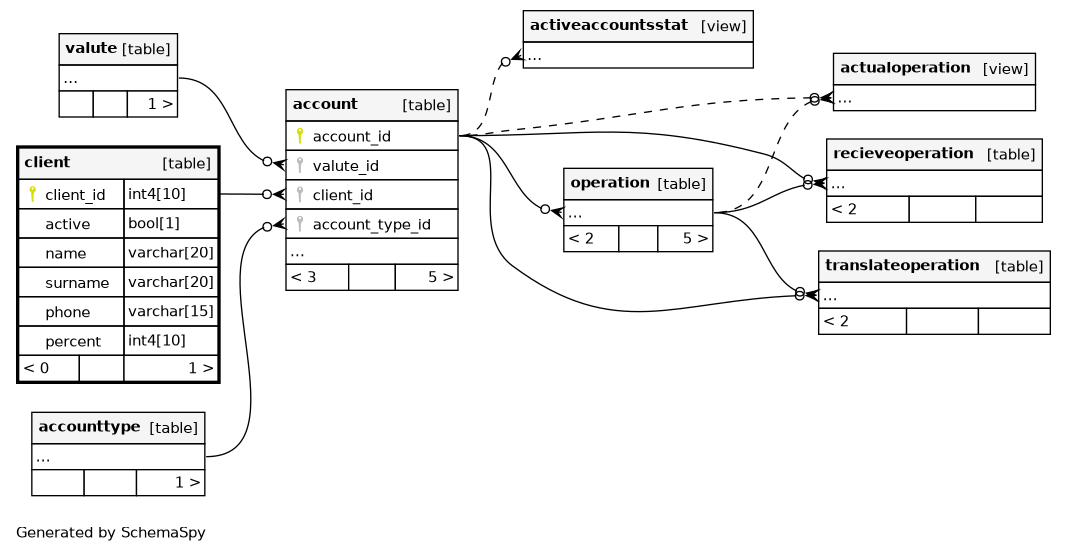 valute [table]
...
1 >
client [table]
client_id int4[10]
active bool[1]
name varchar[20]
surname varchar[20]
phone varchar[15]
percent int4[10]
< 0 1 >
accounttype [table]
...
1 >
account [table]
account_id
valute_id
client_id
account_type_id
...
< 3 5 >
activeaccountsstat [view]
...
operation [table]
...
< 2 5 >
actualoperation [view]
...
recieveoperation [table]
...
< 2
translateoperation [table]
...
< 2
Generated by SchemaSpy